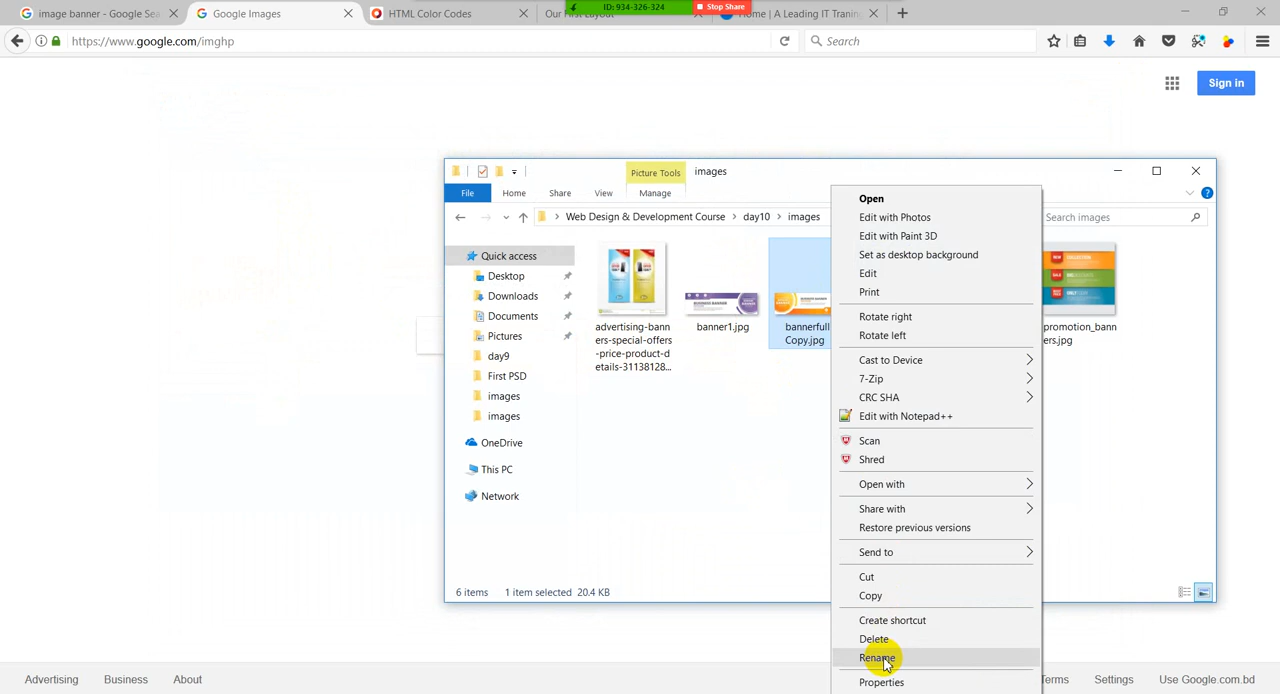 image banner - Google Sea
Google Images
HTML Color Codes
Our First Layout
ID: 934-326-324
Stop Share
Home | A Leading IT Traning
https://www.google.com/imghp
Search
Sign in
Picture Tools
images
File
Home
Share
View
Manage
Web Design & Development Course
day10
images
Search images
Quick access
Desktop
Downloads
Documents
Pictures
day9
First PSD
images
images
OneDrive
This PC
Network
advertising-bann
ers-special-offers
-price-product-d
etails-31138128...
banner1.jpg
bannerfull
Copy.jpg
promotion_bann
ers.jpg
Open
Edit with Photos
Edit with Paint 3D
Set as desktop background
Edit
Print
Rotate right
Rotate left
Cast to Device
7-Zip
CRC SHA
Edit with Notepad++
Scan
Shred
Open with
Share with
Restore previous versions
Send to
Cut
Copy
Create shortcut
Delete
Rename
Properties
6 items
1 item selected
20.4 KB
Advertising
Business
About
Terms
Settings
Use Google.com.bd